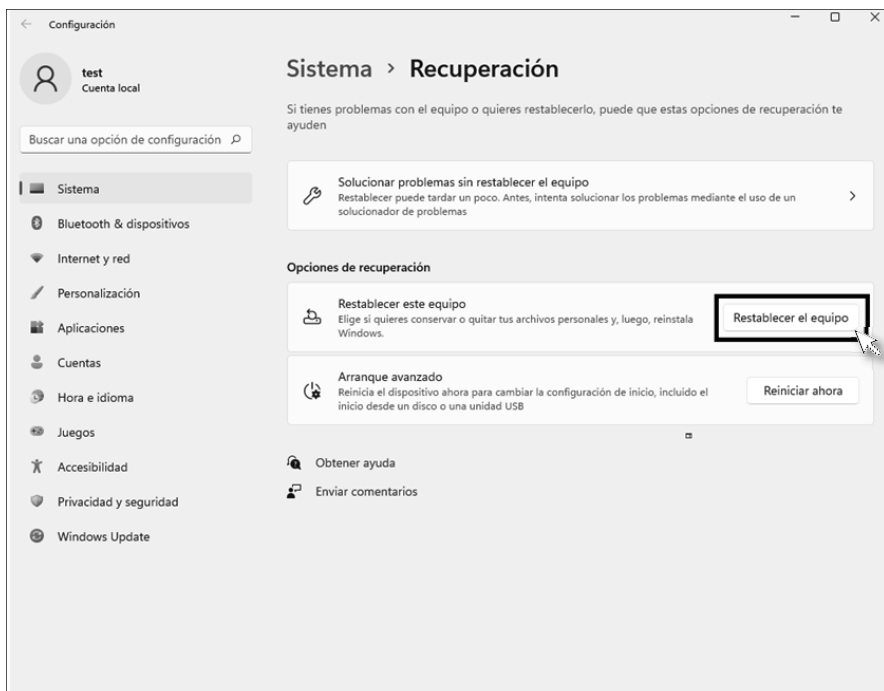 Configuración
test
Cuenta local
Buscar una opción de configuración
Sistema
Bluetooth & dispositivos
Internet y red
Personalización
Aplicaciones
Cuentas
Hora e idioma
Juegos
Accesibilidad
Privacidad y seguridad
Windows Update
Sistema > Recuperación
Si tienes problemas con el equipo o quieres restablecerlo, puede que estas opciones de recuperación te
ayuden
Solucionar problemas sin restablecer el equipo
Restablecer puede tardar un poco. Antes, intenta solucionar los problemas mediante el uso de un
solucionador de problemas
Opciones de recuperación
Restablecer este equipo
Elige si quieres conservar o quitar tus archivos personales y, luego, reinstala
Windows.
Restablecer el equipo
Arranque avanzado
Reinicia el dispositivo ahora para cambiar la configuración de inicio, incluido el
inicio desde un disco o una unidad USB
Reiniciar ahora
Obtener ayuda
Enviar comentarios